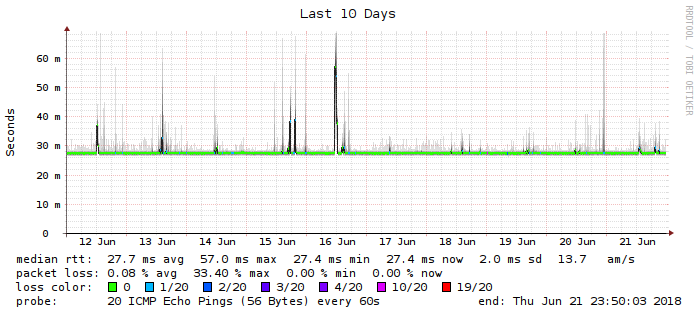 Last 10 Days
RRDTOOL / TOBI OETIKER
Seconds
60 m
50 m
40 m
30 m
20 m
10 m
0
12 Jun 13 Jun 14 Jun 15 Jun 16 Jun 17 Jun 18 Jun 19 Jun 20 Jun 21 Jun
median rtt: 27.7 ms avg 57.0 ms max 27.4 ms min 27.4 ms now 2.0 ms sd 13.7 am/s
packet loss: 0.08 % avg 33.40 % max 0.00 % min 0.00 % now
loss color: 0 1/20 2/20 3/20 4/20 10/20 19/20
probe: 20 ICMP Echo Pings (56 Bytes) every 60s end: Thu Jun 21 23:50:03 2018